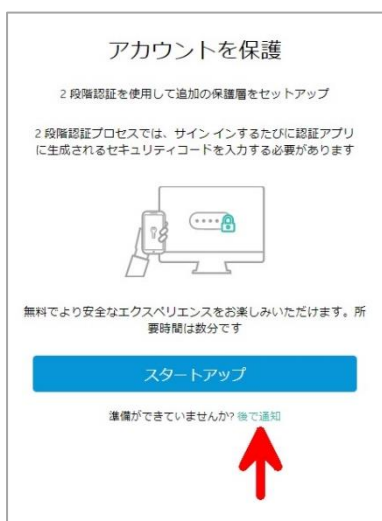 アカウントを保護
2 段階認証を使用して追加の保護層をセットアップ
2 段階認証プロセスでは、サイン インするたびに認証アプリ
に生成されるセキュリティコードを入力する必要があります
無料でより安全なエクスペリエンスをお楽しみいただけます。所
要時間は数分です
スタートアップ
準備ができていませんか? 後で通知